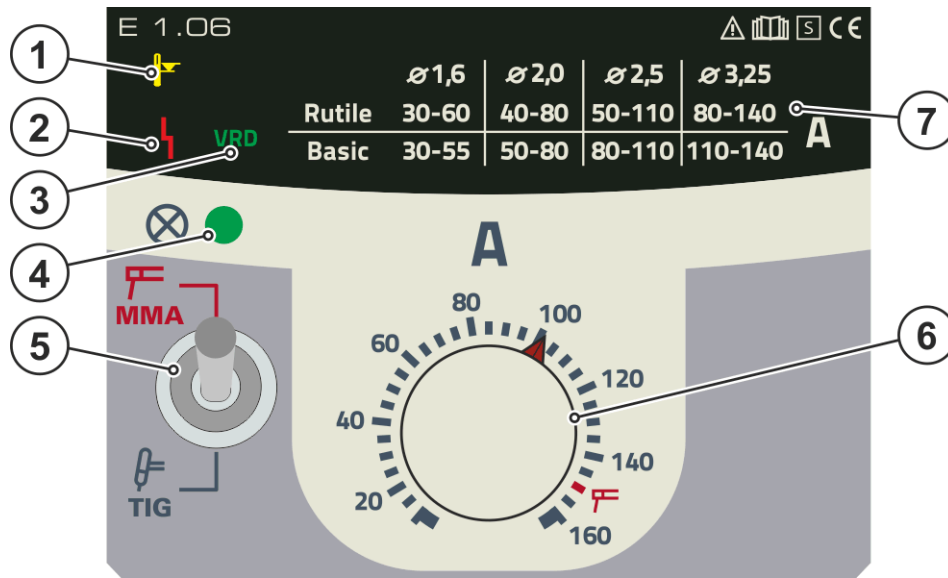 E 1.06
S CE
1
2
3
4
5
6
7
VRD
ø 1,6 ø 2,0 ø 2,5 ø 3,25
Rutile 30-60 40-80 50-110 80-140
Basic 30-55 50-80 80-110 110-140
A
A
MMA
TIG
20
40
60
80
100
120
140
160